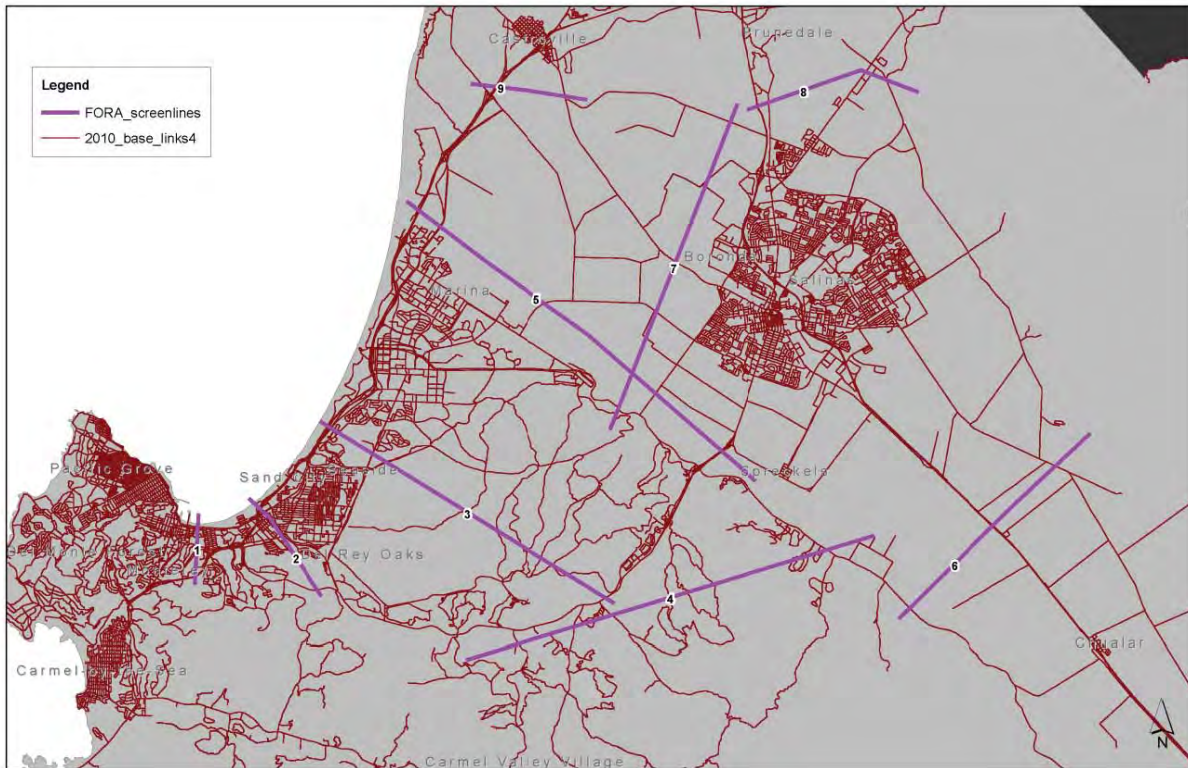 Castroville
Prunedale
Legend
FORA_screenlines
2010_base_links4
9
8
7
5
Boronda
Salinas
Marina
Pacific Grove
Sand City
Seaside
Spreckels
3
1
2
Del Rey Oaks
4
6
Chualar
Carmel-by-the-Sea
N
Carmel Valley Village